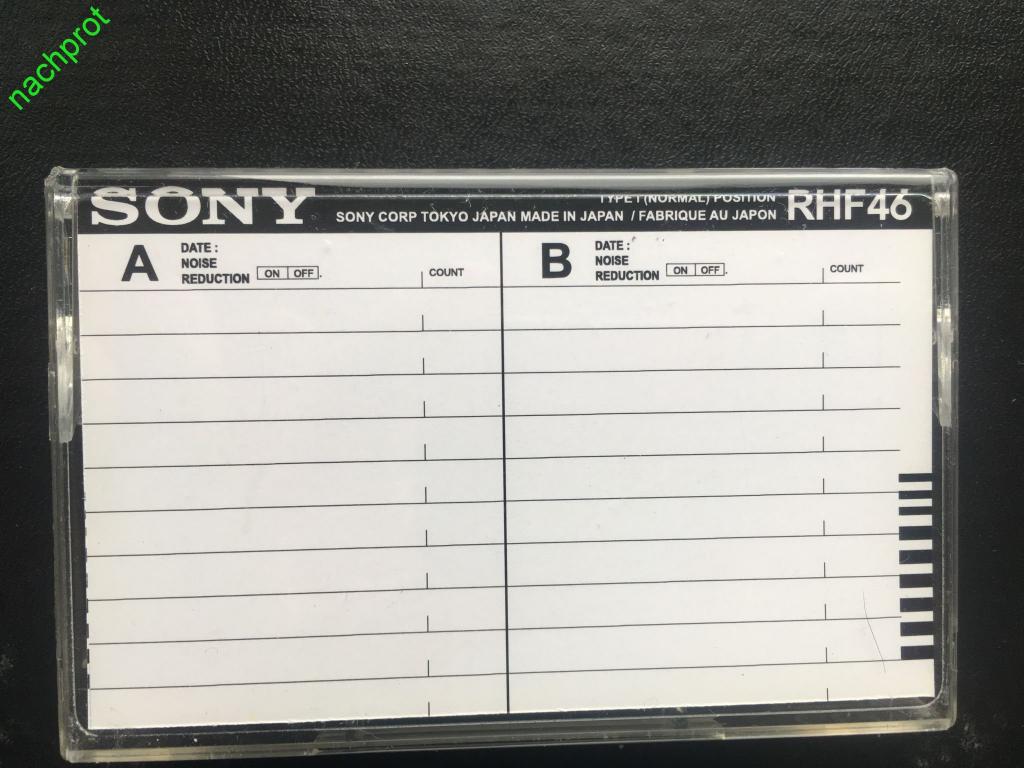 nachprot
SONY
TYPE I (NORMAL) POSITION
SONY CORP TOKYO JAPAN MADE IN JAPAN / FABRIQUE AU JAPON
RHF46
A
DATE :
NOISE
REDUCTION ON OFF.
COUNT
B
DATE :
NOISE
REDUCTION ON OFF.
COUNT